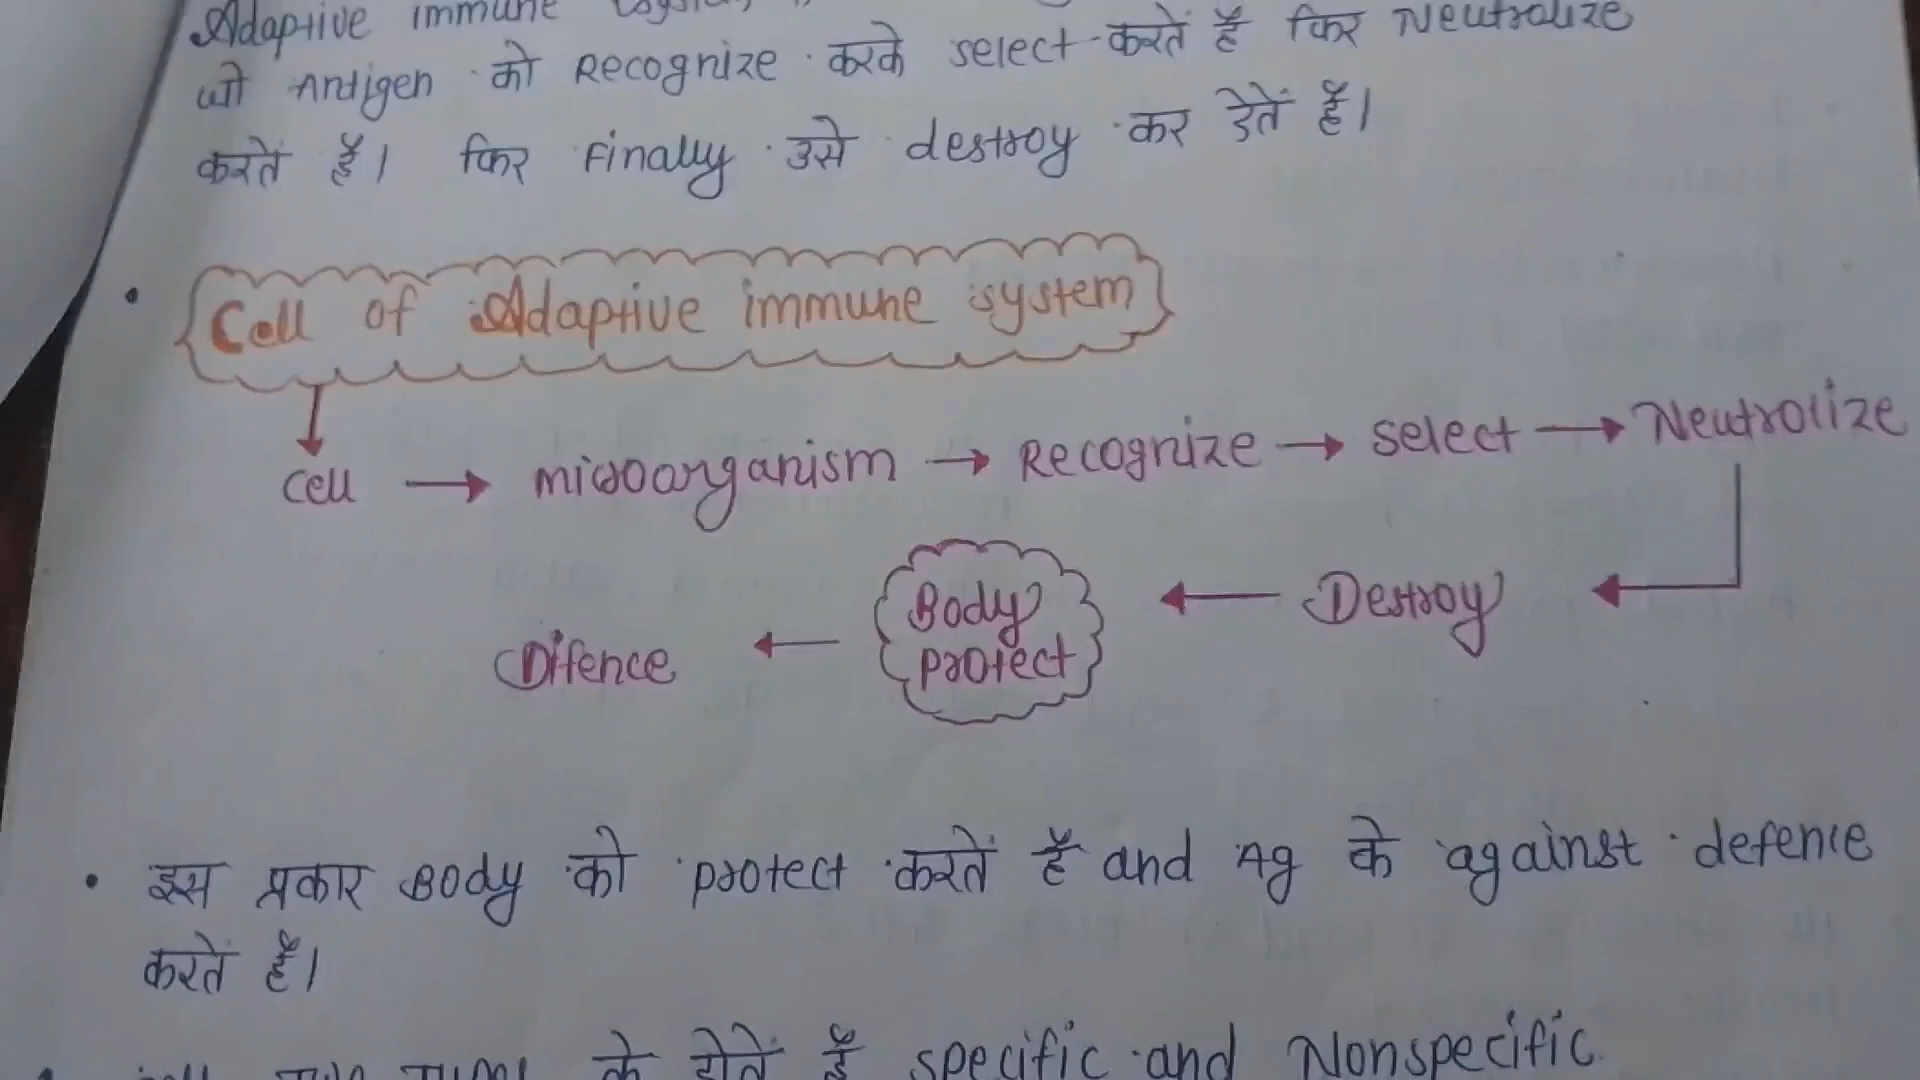 Adaptive immune
जो Antigen को Recognize करके select करतें हैं फिर Neutralize
करतें हैं। फिर Finally उसे destroy कर देतें हैं।
• Cell of Adaptive immune system
Cell → microorganism → Recognize → select → Neutrolize
Difence ← Body protect ← Destroy ←
• इस प्रकार Body को protect करतें हैं and Ag के against defence
करतें हैं।
के होतें हैं specific and Nonspecific